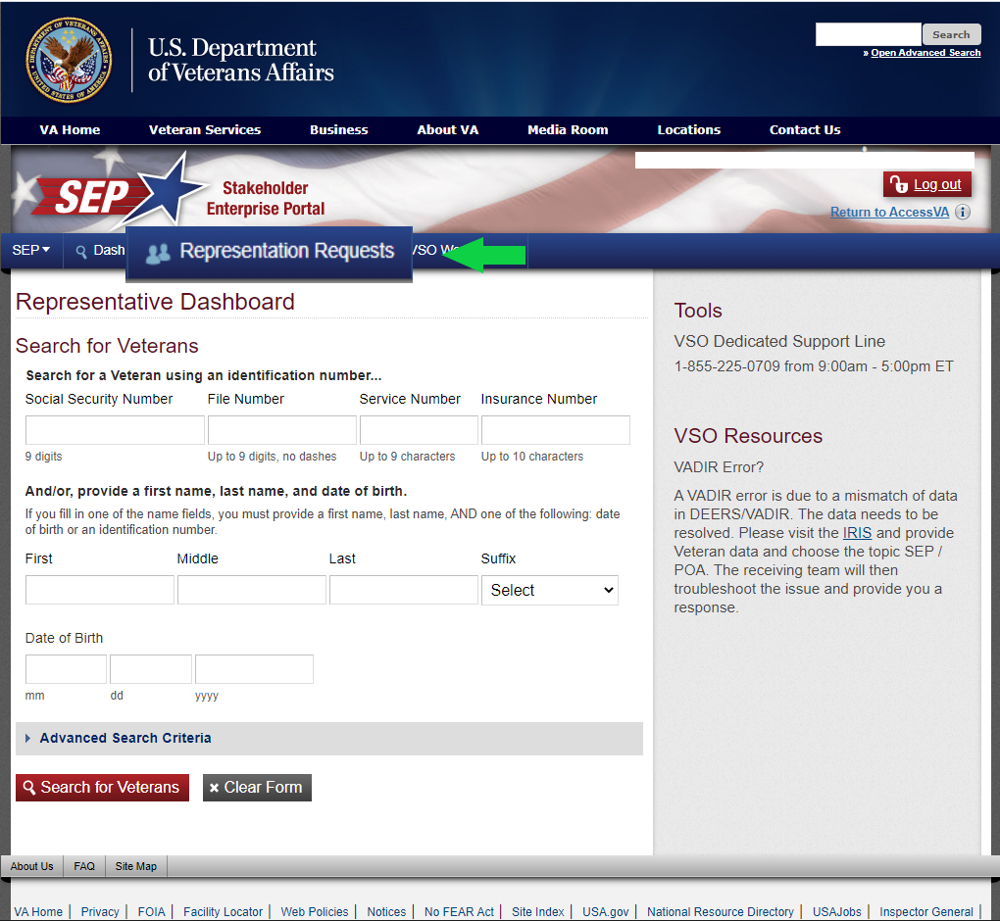 U.S. Department
of Veterans Affairs
Search
» Open Advanced Search
VA Home Veteran Services Business About VA Media Room Locations Contact Us
SEP
Stakeholder
Enterprise Portal
Log out
Return to AccessVA
SEP Dash Representation Requests VSO
Representative Dashboard
Search for Veterans
Search for a Veteran using an identification number...
Social Security Number File Number Service Number Insurance Number
9 digits Up to 9 digits, no dashes Up to 9 characters Up to 10 characters
And/or, provide a first name, last name, and date of birth.
If you fill in one of the name fields, you must provide a first name, last name, AND one of the following: date
of birth or an identification number.
First Middle Last Suffix
Select
Date of Birth
mm dd yyyy
Advanced Search Criteria
Search for Veterans Clear Form
Tools
VSO Dedicated Support Line
1-855-225-0709 from 9:00am - 5:00pm ET
VSO Resources
VADIR Error?
A VADIR error is due to a mismatch of data
in DEERS/VADIR. The data needs to be
resolved. Please visit the IRIS and provide
Veteran data and choose the topic SEP /
POA. The receiving team will then
troubleshoot the issue and provide you a
response.
About Us FAQ Site Map
VA Home | Privacy | FOIA | Facility Locator | Web Policies | Notices | No FEAR Act | Site Index | USA.gov | National Resource Directory | USAJobs | Inspector General |